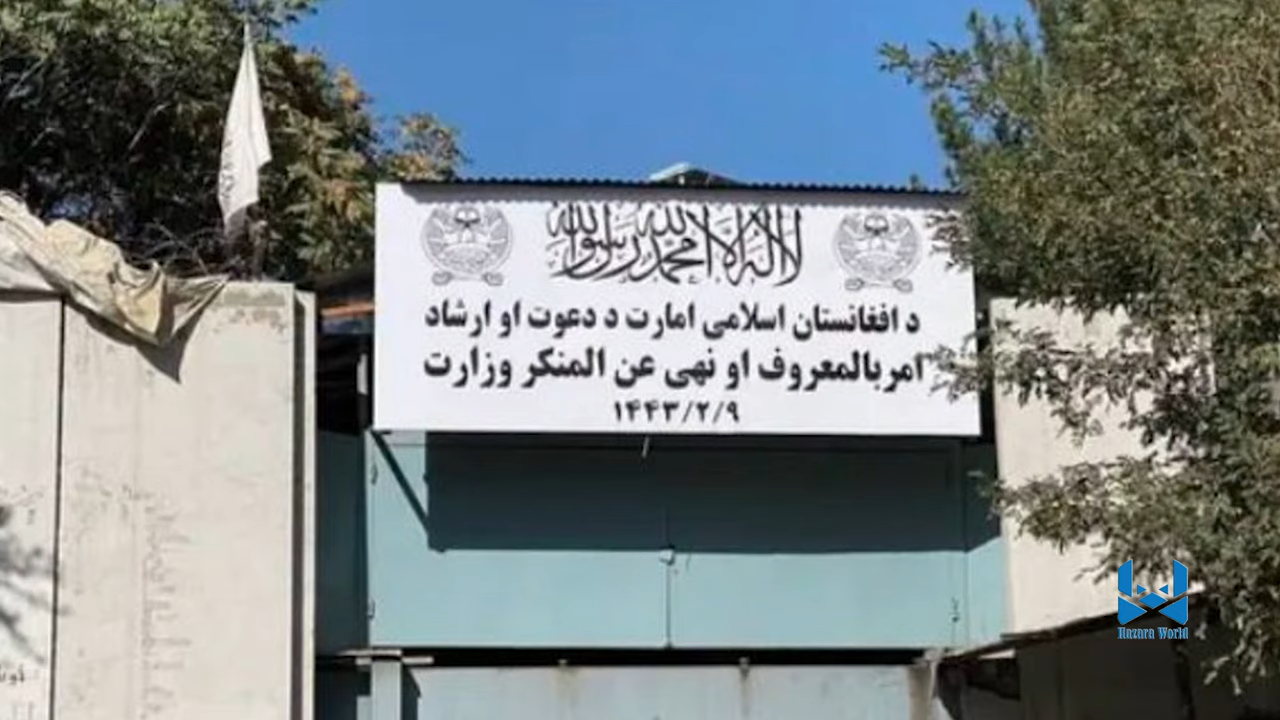 لا اله الا الله محمد رسول الله
د افغانستان اسلامی امارت د دعوت او ارشاد
امربالمعروف او نهی عن المنکر وزارت
۱۴۴۳/۲/۹
Hazara World